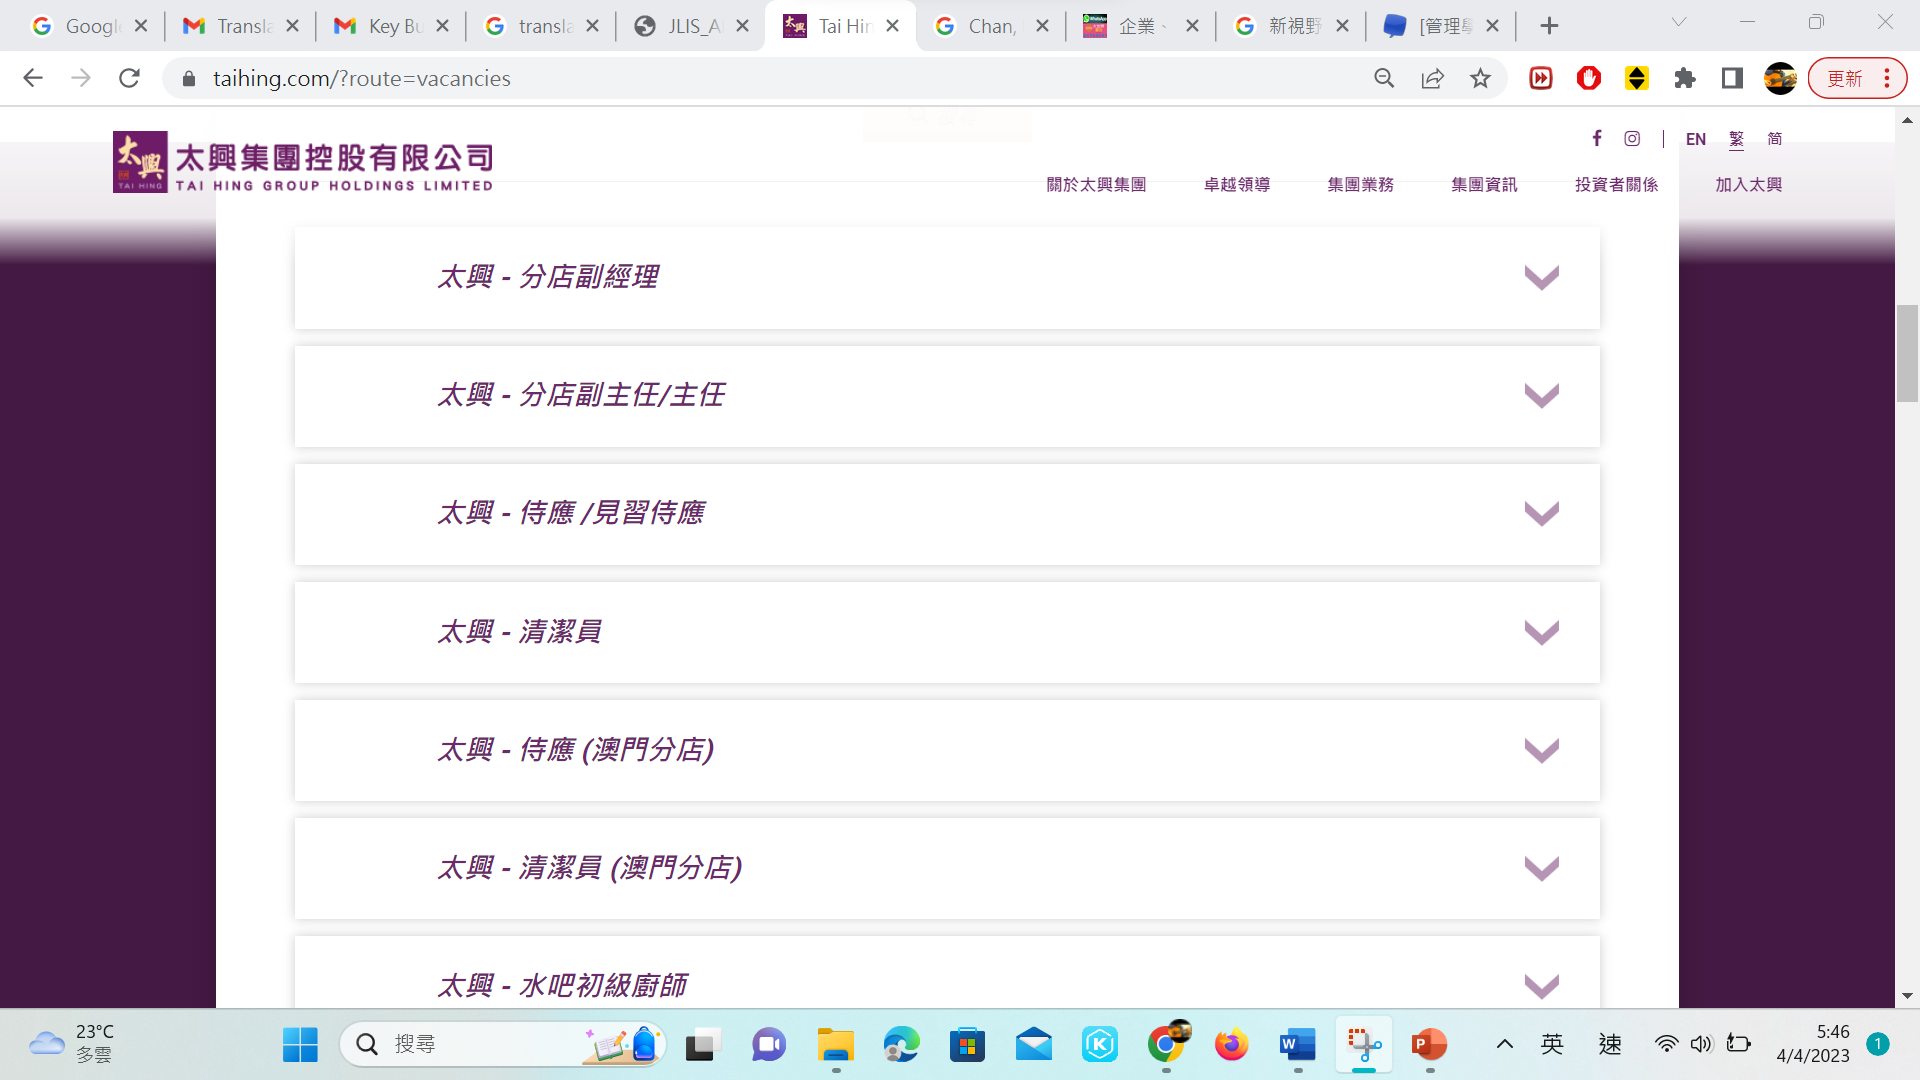 Googl
Transla
Key Bu
transla
JLIS_A
Tai Hin
Chan,
企業、
新視野
[管理學
taihing.com/?route=vacancies
更新
太興
TAI HING
太興集團控股有限公司
TAI HING GROUP HOLDINGS LIMITED
EN 繁 简
關於太興集團 卓越領導 集團業務 集團資訊 投資者關係 加入太興
太興 - 分店副經理
太興 - 分店副主任/主任
太興 - 侍應 /見習侍應
太興 - 清潔員
太興 - 侍應 (澳門分店)
太興 - 清潔員 (澳門分店)
太興 - 水吧初級廚師
23°C
多雲
搜尋
英
速
5:46
4/4/2023
1